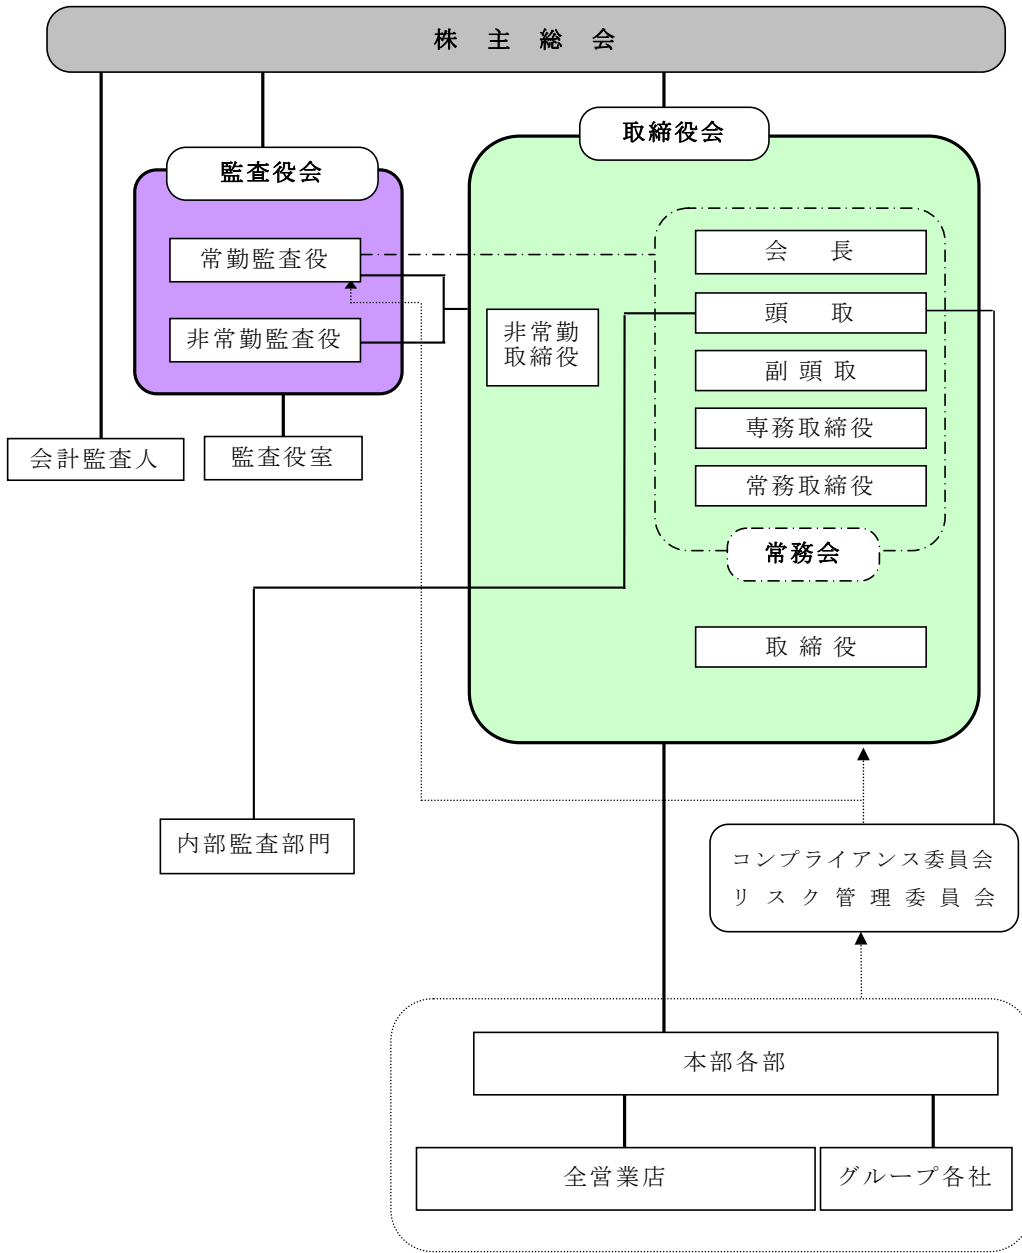 株主総会
取締役会
監査役会
会長
常勤監査役
頭取
非常勤監査役
非常勤
取締役
副頭取
専務取締役
会計監査人
監査役室
常務取締役
常務会
取締役
内部監査部門
コンプライアンス委員会
リスク管理委員会
本部各部
全営業店
グループ各社